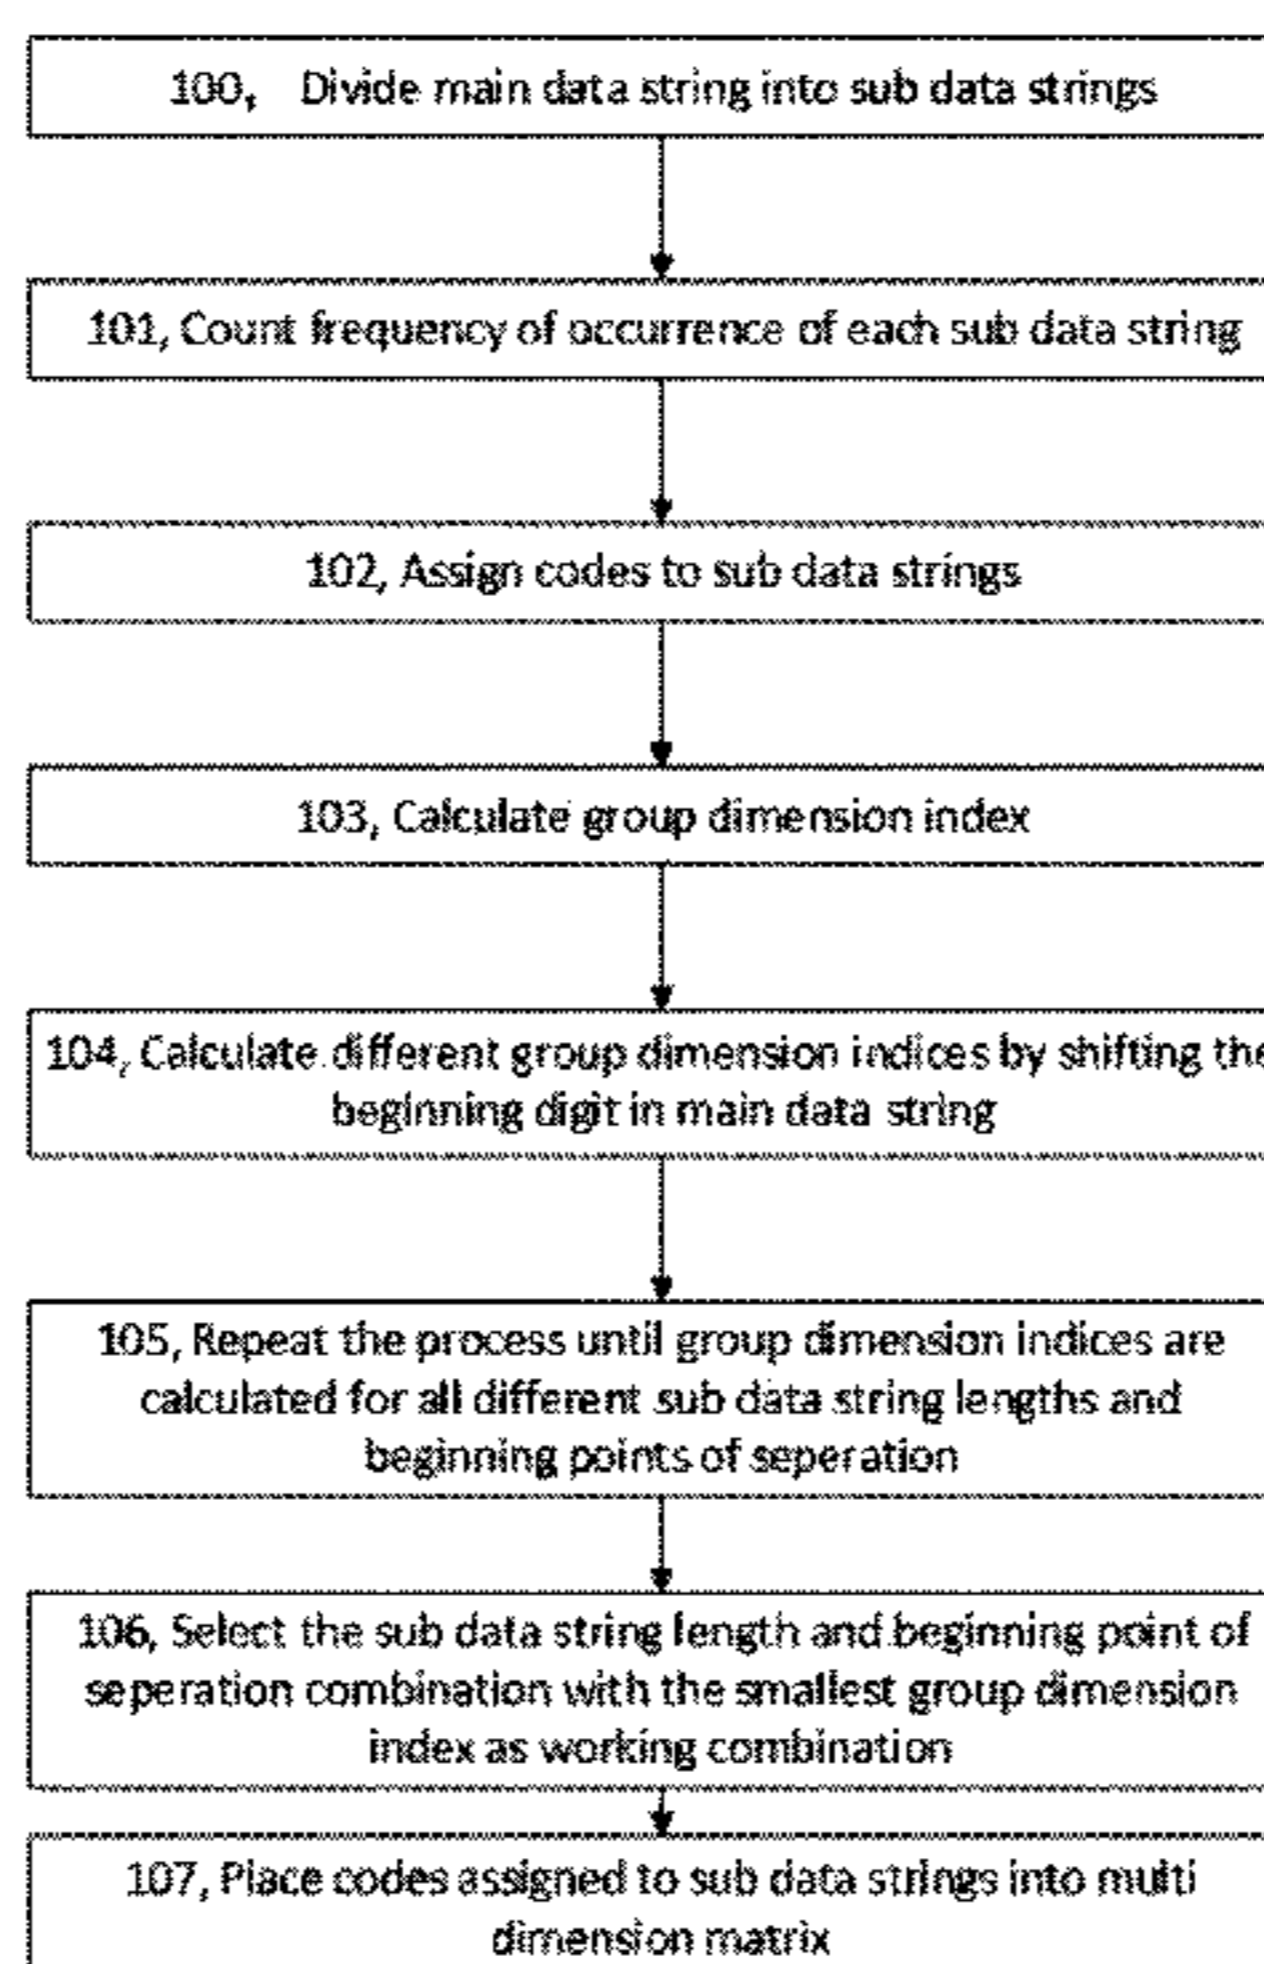 100, Divide main data string into sub data strings
101, Count frequency of occurrence of each sub data string
102, Assign codes to sub data strings
103, Calculate group dimension index
104, Calculate different group dimension indices by shifting the
beginning digit in main data string
105, Repeat the process until group dimension indices are
calculated for all different sub data string lengths and
beginning points of seperation
106, Select the sub data string length and beginning point of
seperation combination with the smallest group dimension
index as working combination
107, Place codes assigned to sub data strings into multi
dimension matrix